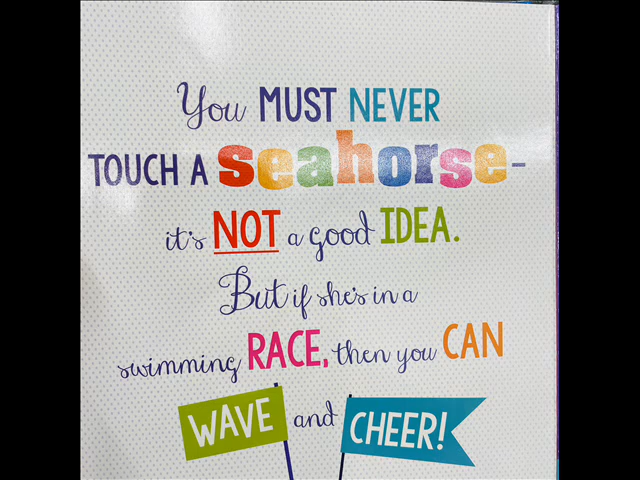 You MUST NEVER
TOUCH A seahorse-
it's NOT a good IDEA.
But if she's in a
swimming RACE, then you CAN
WAVE and CHEER!